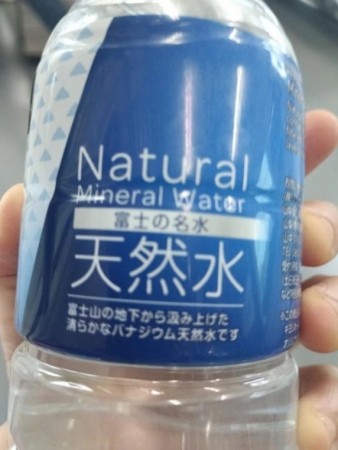 Natural
Mineral Water
富士の名水
天然水
富士山の地下から汲み上げた
清らかなバナジウム天然水です